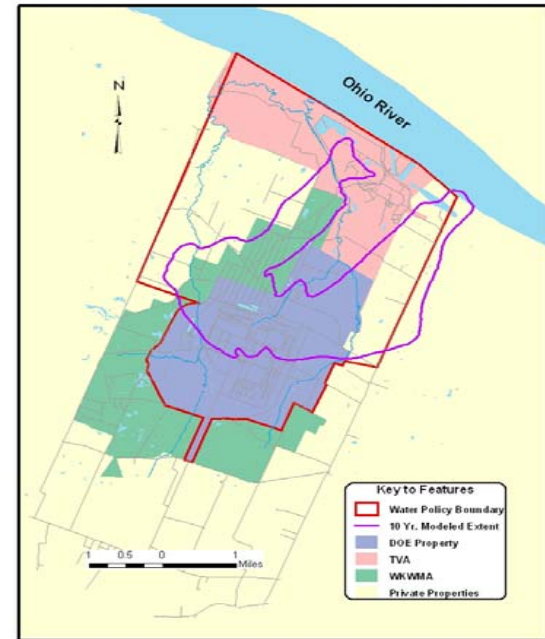 Ohio River
N
Key to Features
Water Policy Boundary
10 Yr. Modeled Extent
DOE Property
TVA
WKWMA
Private Properties
1 0.5 0 1
Miles